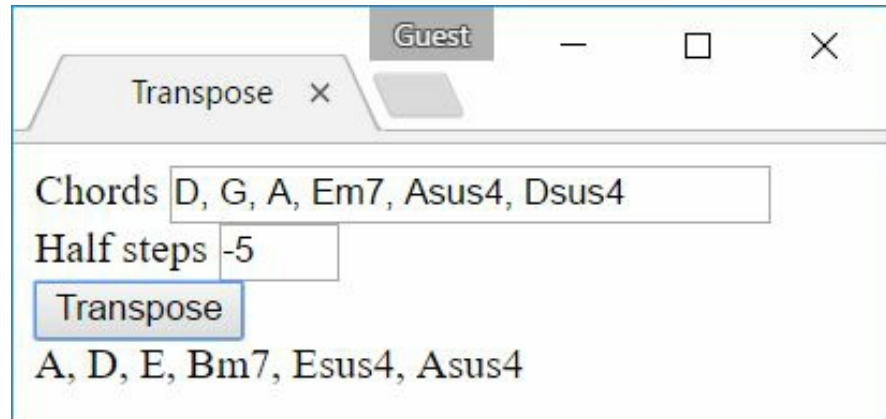 Guest
Transpose
Chords D, G, A, Em7, Asus4, Dsus4
Half steps -5
Transpose
A, D, E, Bm7, Esus4, Asus4